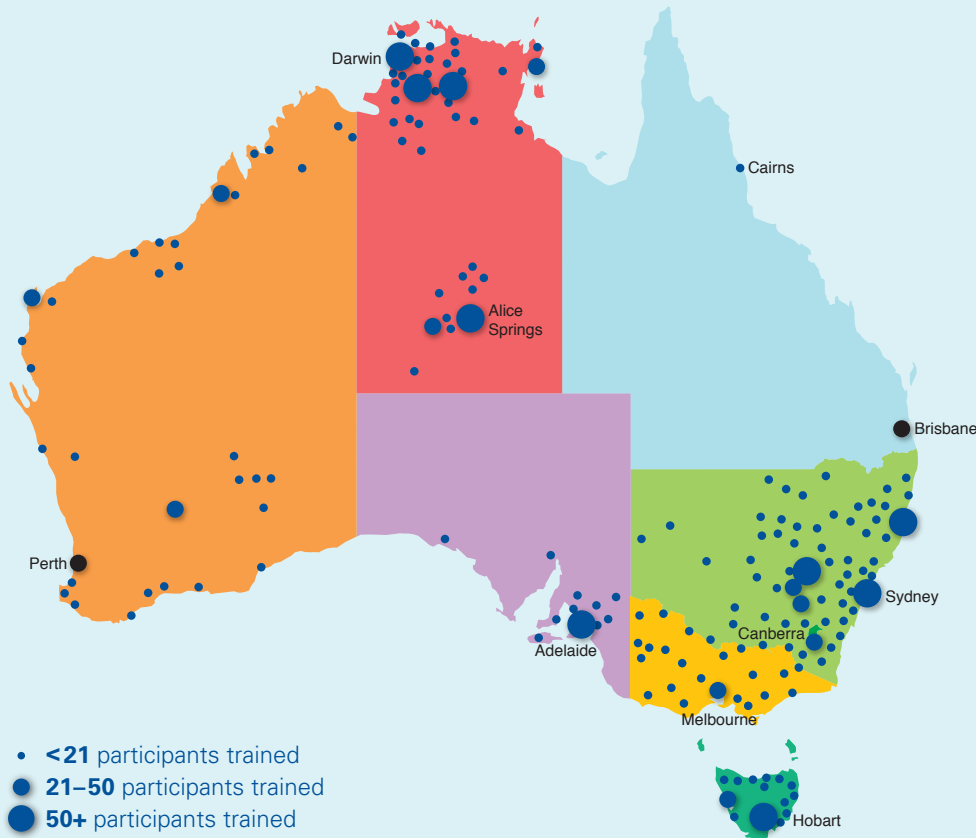 Darwin
Cairns
Alice
Springs
Brisbane
Perth
Sydney
Canberra
Adelaide
Melbourne
<21 participants trained
21–50 participants trained
50+ participants trained
Hobart